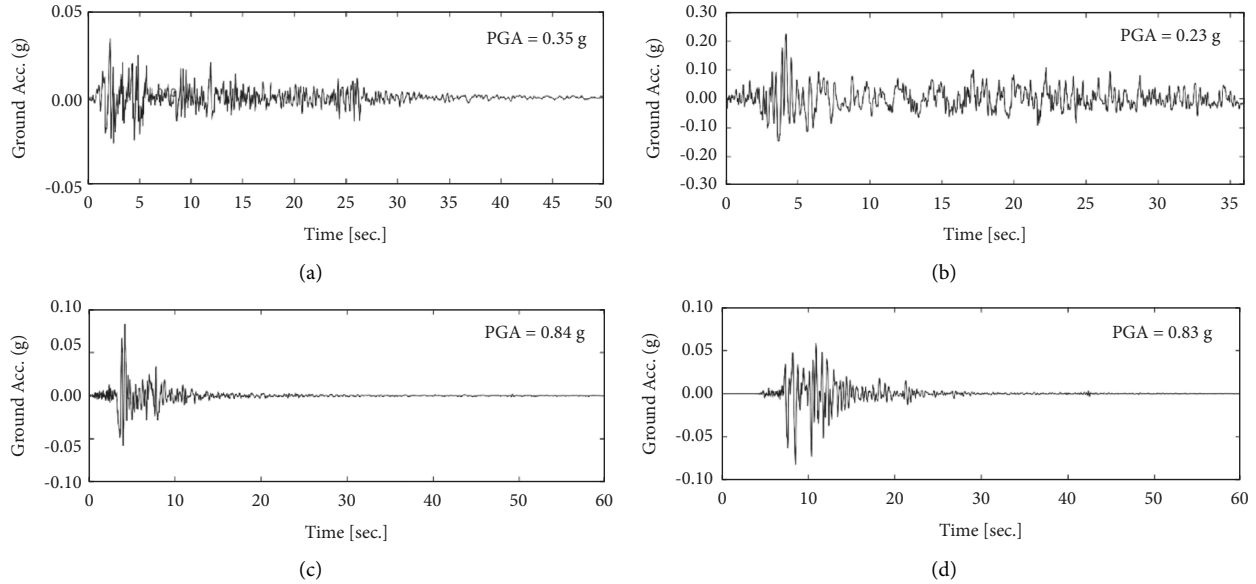 0.05
PGA = 0.35 g
0.00
-0.05
Ground Acc. (g)
0 5 10 15 20 25 30 35 40 45 50
Time [sec.]
(a)
0.30
PGA = 0.23 g
0.20
0.10
0.00
-0.10
-0.20
-0.30
Ground Acc. (g)
0 5 10 15 20 25 30 35
Time [sec.]
(b)
0.10
PGA = 0.84 g
0.05
0.00
-0.05
-0.10
Ground Acc. (g)
0 10 20 30 40 50 60
Time [sec.]
(c)
0.10
PGA = 0.83 g
0.05
0.00
-0.05
-0.10
Ground Acc. (g)
0 10 20 30 40 50 60
Time [sec.]
(d)